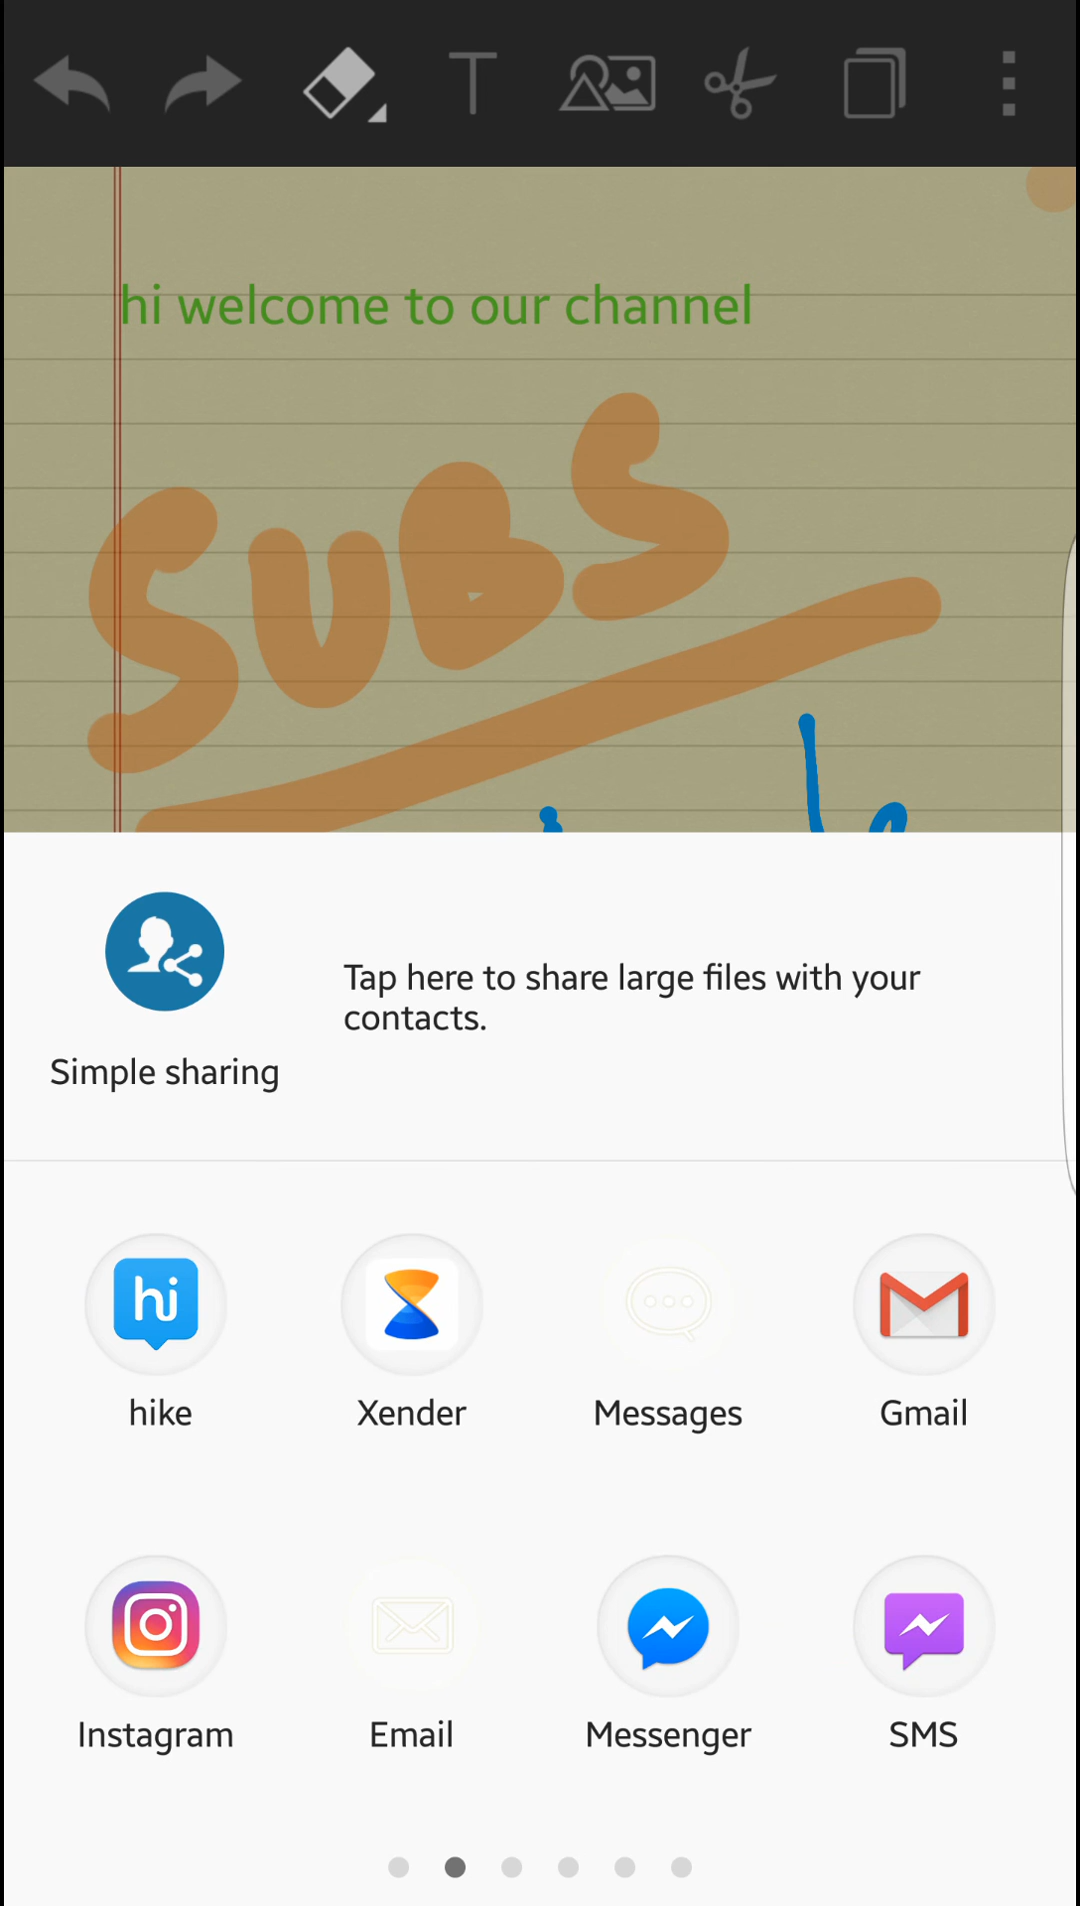 T
hi welcome to our channel
SUBS
Tap here to share large files with your
contacts.
Simple sharing
hi
hike
Xender
Messages
Gmail
Instagram
Email
Messenger
SMS